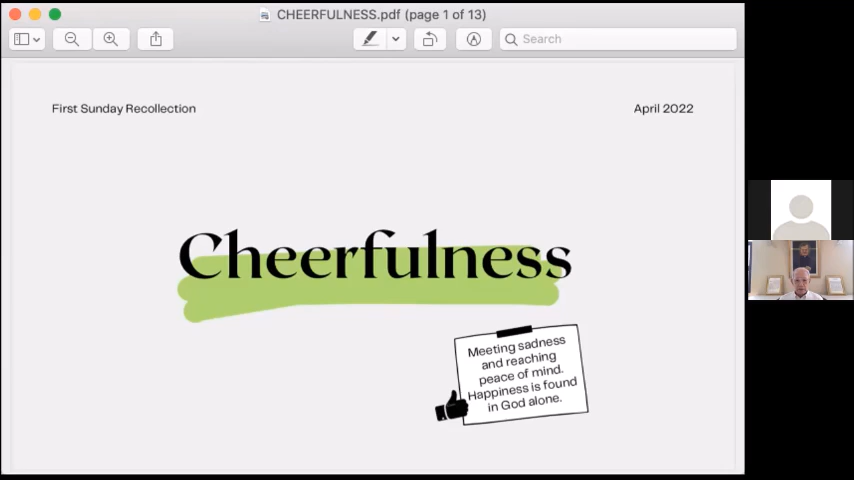 CHEERFULNESS.pdf (page 1 of 13)
Search
First Sunday Recollection
April 2022
Cheerfulness
Meeting sadness
and reaching
peace of mind.
Happiness is found
in God alone.